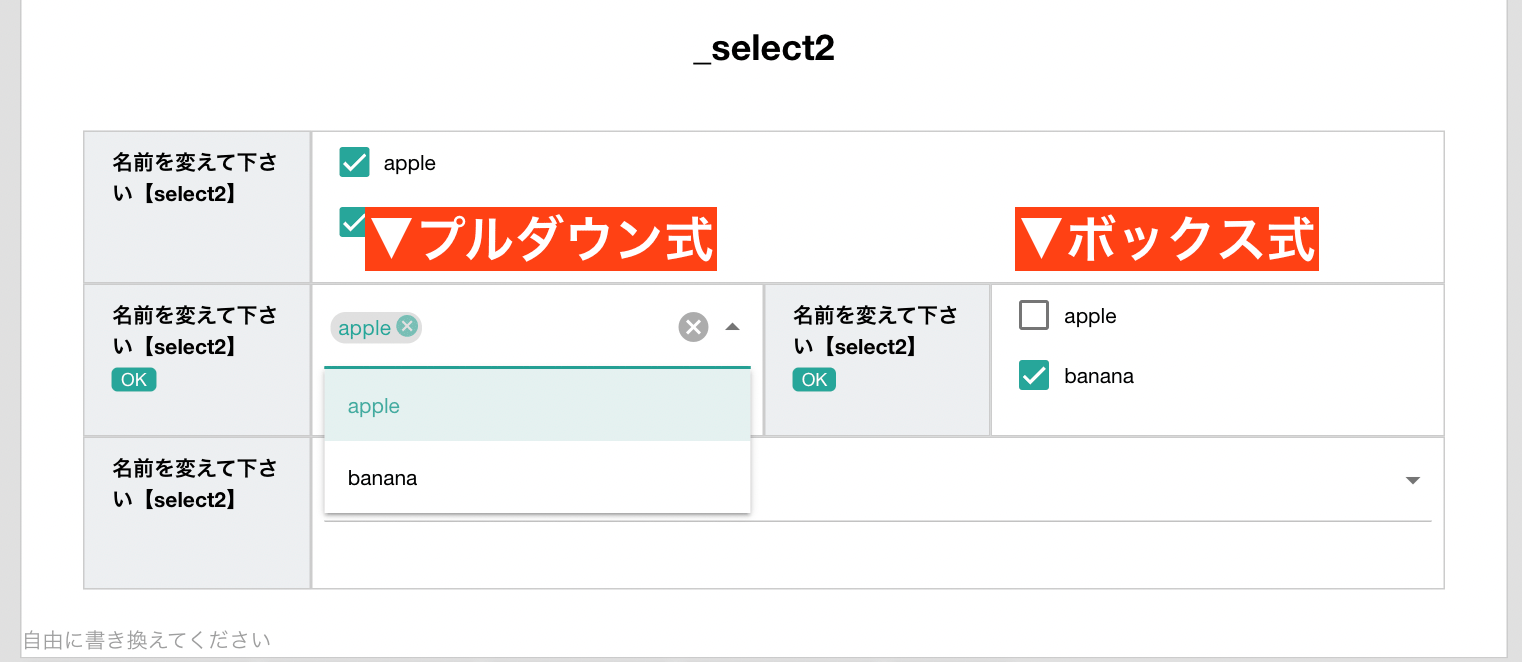 _select2
名前を変えて下さ
い【select2】
apple
▼プルダウン式
▼ボックス式
名前を変えて下さ
い【select2】
OK
apple
apple
banana
名前を変えて下さ
い【select2】
OK
apple
banana
名前を変えて下さ
い【select2】
自由に書き換えてください